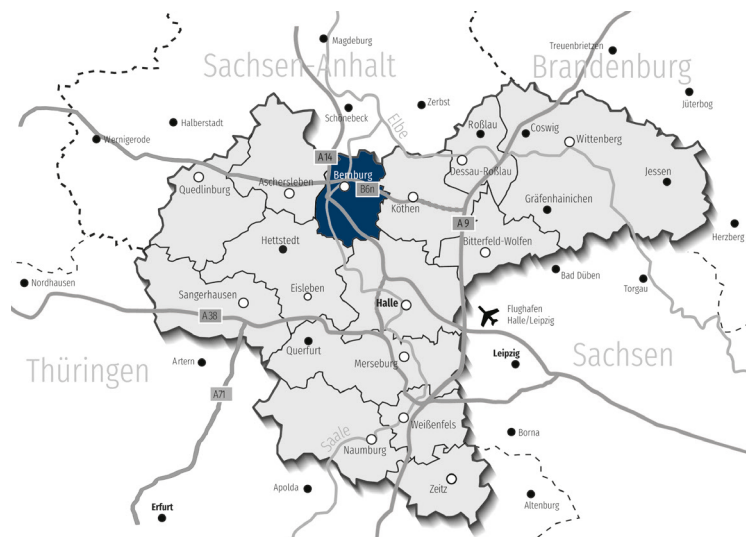 Magdeburg
Sachsen-Anhalt
Treuenbrietzen
Brandenburg
Jüterbog
Zerbst
Schönebeck
Halberstadt
Elbe
Roßlau
Coswig
Wittenberg
Wernigerode
A14
Bernburg
Dessau-Roßlau
Quedlinburg
Aschersleben
B6n
Jessen
Köthen
Gräfenhainichen
A 9
Herzberg
Hettstedt
Bitterfeld-Wolfen
Bad Düben
Torgau
Nordhausen
Eisleben
Sangerhausen
Halle
Flughafen
Halle/Leipzig
A38
Querfurt
Merseburg
Leipzig
Sachsen
Thüringen
Artern
A71
Weißenfels
Saale
Naumburg
Borna
Zeitz
Apolda
Altenburg
Erfurt